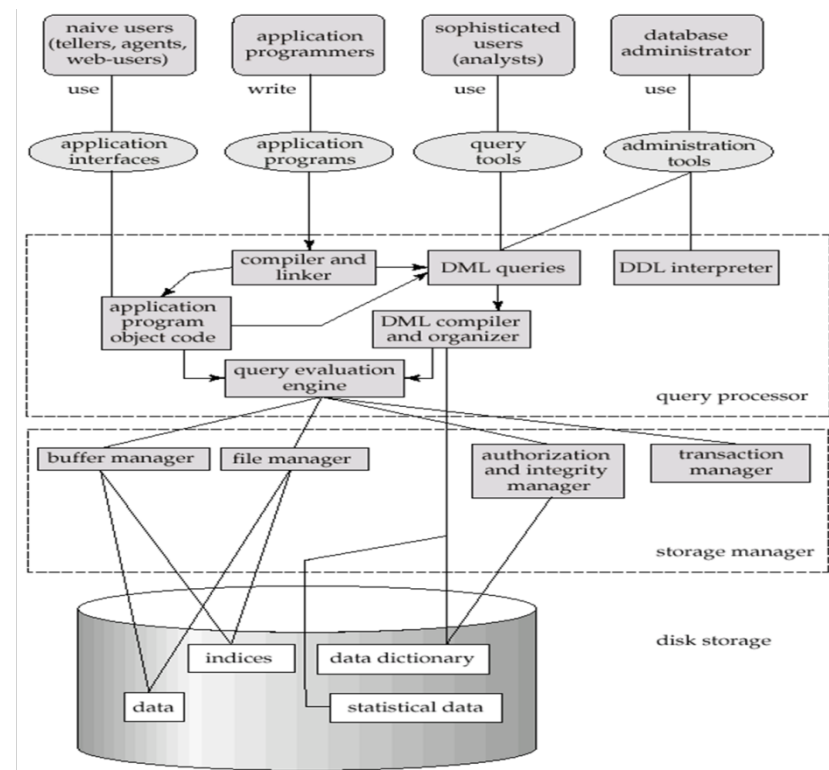 naive users
(tellers, agents,
web-users)
application
programmers
sophisticated
users
(analysts)
database
administrator
use
write
use
use
application
interfaces
application
programs
query
tools
administration
tools
compiler and
linker
DML queries
DDL interpreter
application
program
object code
DML compiler
and organizer
query evaluation
engine
query processor
buffer manager
file manager
authorization
and integrity
manager
transaction
manager
storage manager
disk storage
indices
data dictionary
data
statistical data